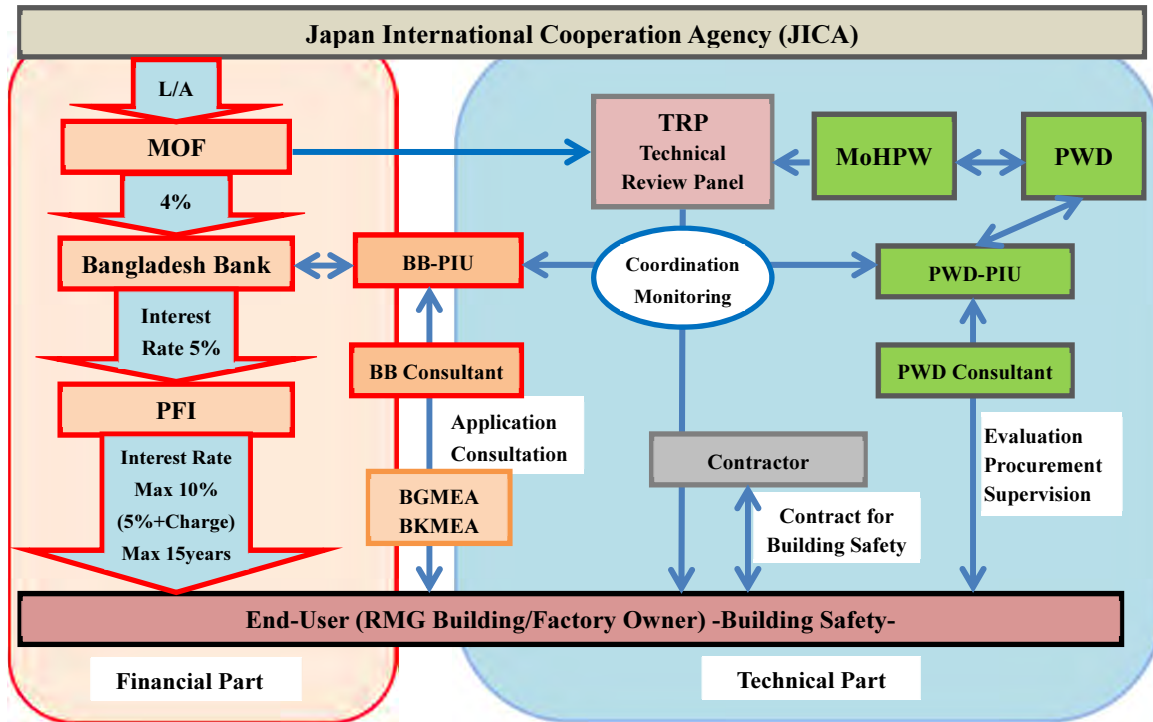 Japan International Cooperation Agency (JICA)
L/A
MOF
4%
Bangladesh Bank
Interest
Rate 5%
PFI
Interest Rate
Max 10%
(5%+Charge)
Max 15years
BB-PIU
BB Consultant
Application
Consultation
BGMEA
BKMEA
TRP
Technical
Review Panel
MoHPW
PWD
Coordination
Monitoring
PWD-PIU
PWD Consultant
Contractor
Contract for
Building Safety
Evaluation
Procurement
Supervision
End-User (RMG Building/Factory Owner) -Building Safety-
Financial Part
Technical Part